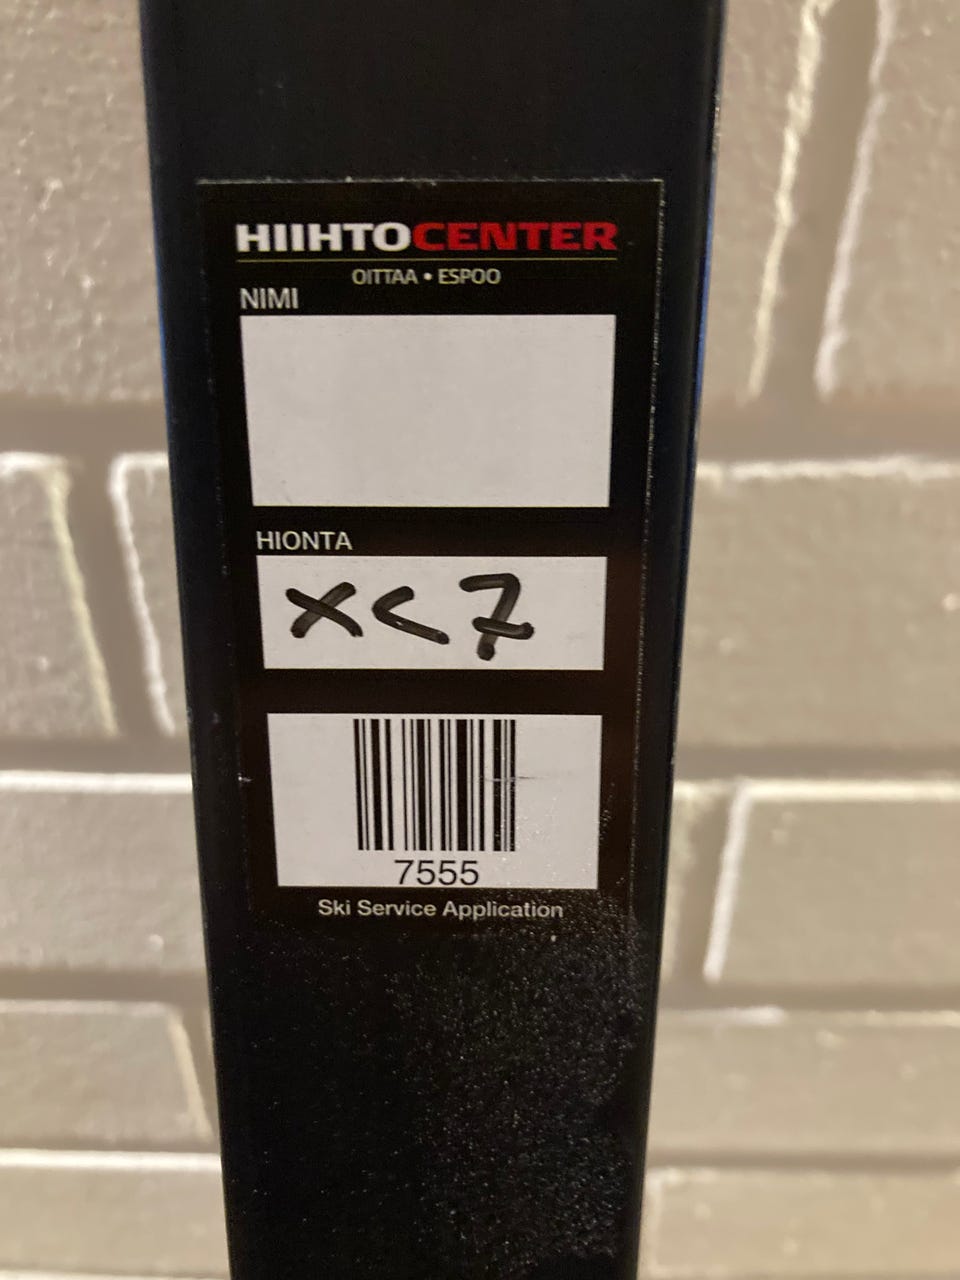 HIIHTOCENTER
OITTAA • ESPOO
NIMI
HIONTA
XC7
7555
Ski Service Application